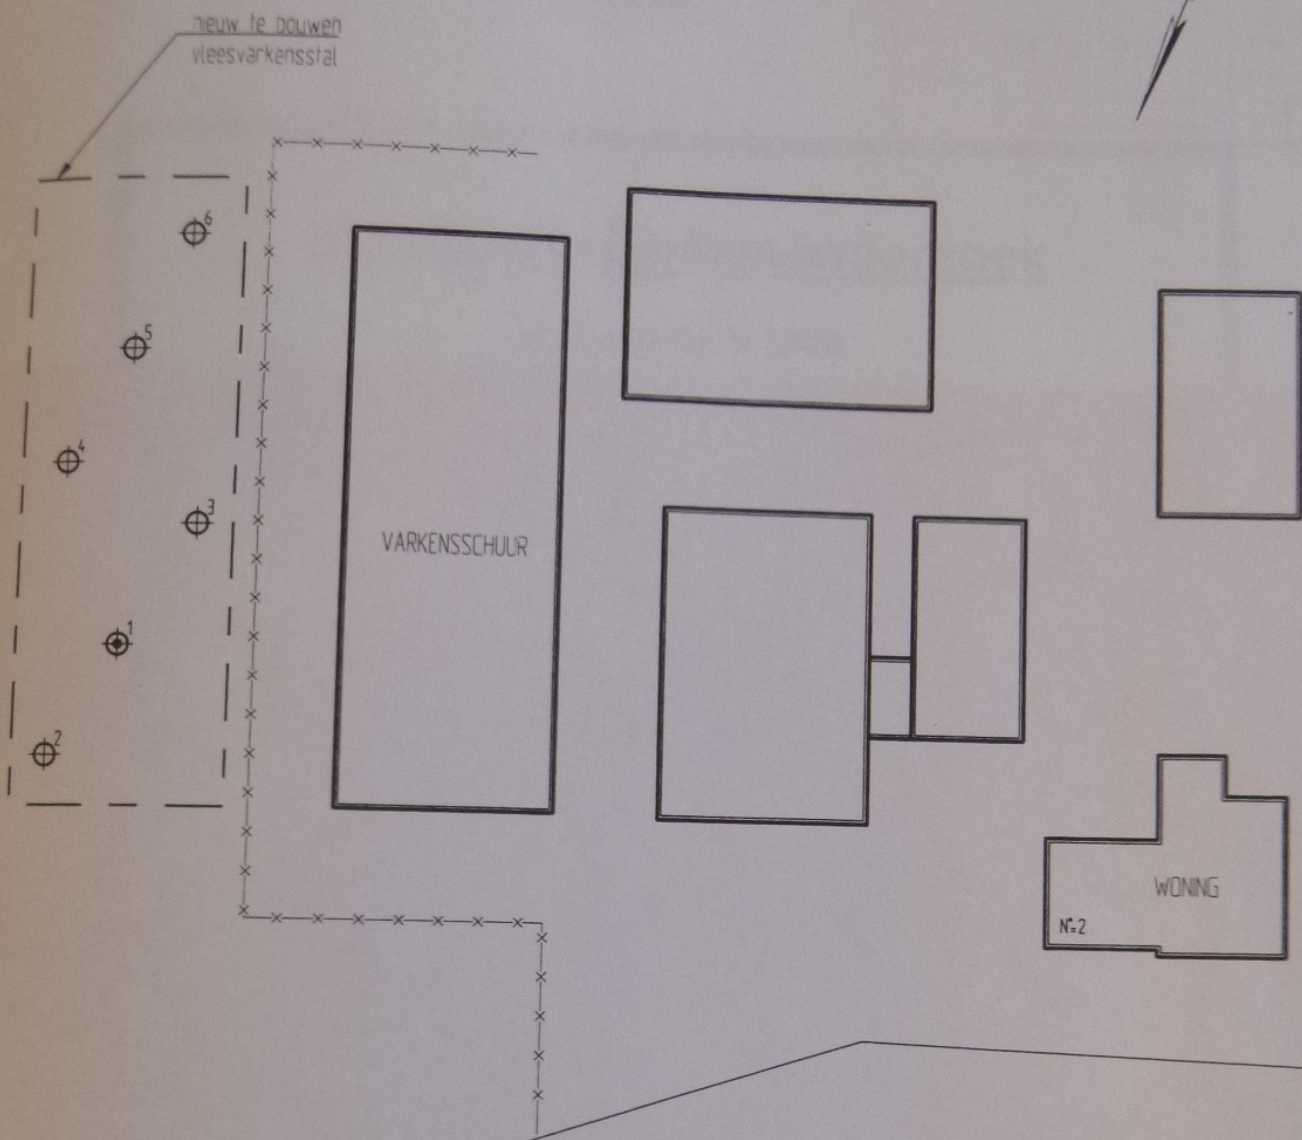 nieuw te bouwen
vleesvarkensstal
6
5
4
3
VARKENSSCHUUR
1
2
WONING
N°=2